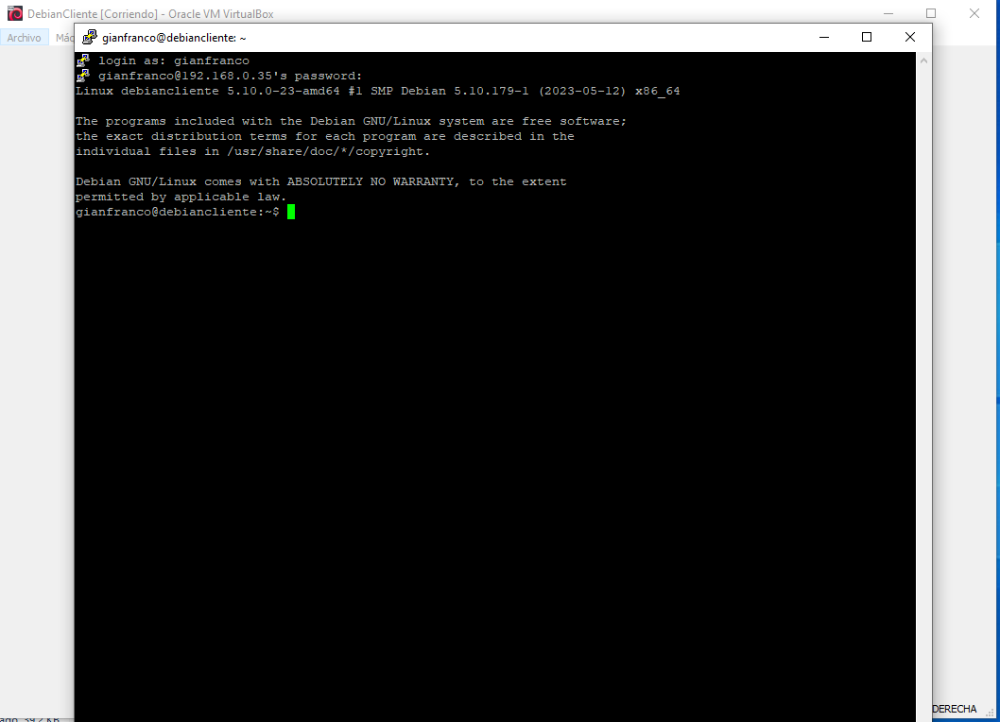 DebianCliente [Corriendo] - Oracle VM VirtualBox
Archivo Máq
gianfranco@debiancliente: ~
login as: gianfranco
gianfranco@192.168.0.35's password:
Linux debiancliente 5.10.0-23-amd64 #1 SMP Debian 5.10.179-1 (2023-05-12) x86_64
The programs included with the Debian GNU/Linux system are free software;
the exact distribution terms for each program are described in the
individual files in /usr/share/doc/*/copyright.
Debian GNU/Linux comes with ABSOLUTELY NO WARRANTY, to the extent
permitted by applicable law.
gianfranco@debiancliente:~$
DERECHA